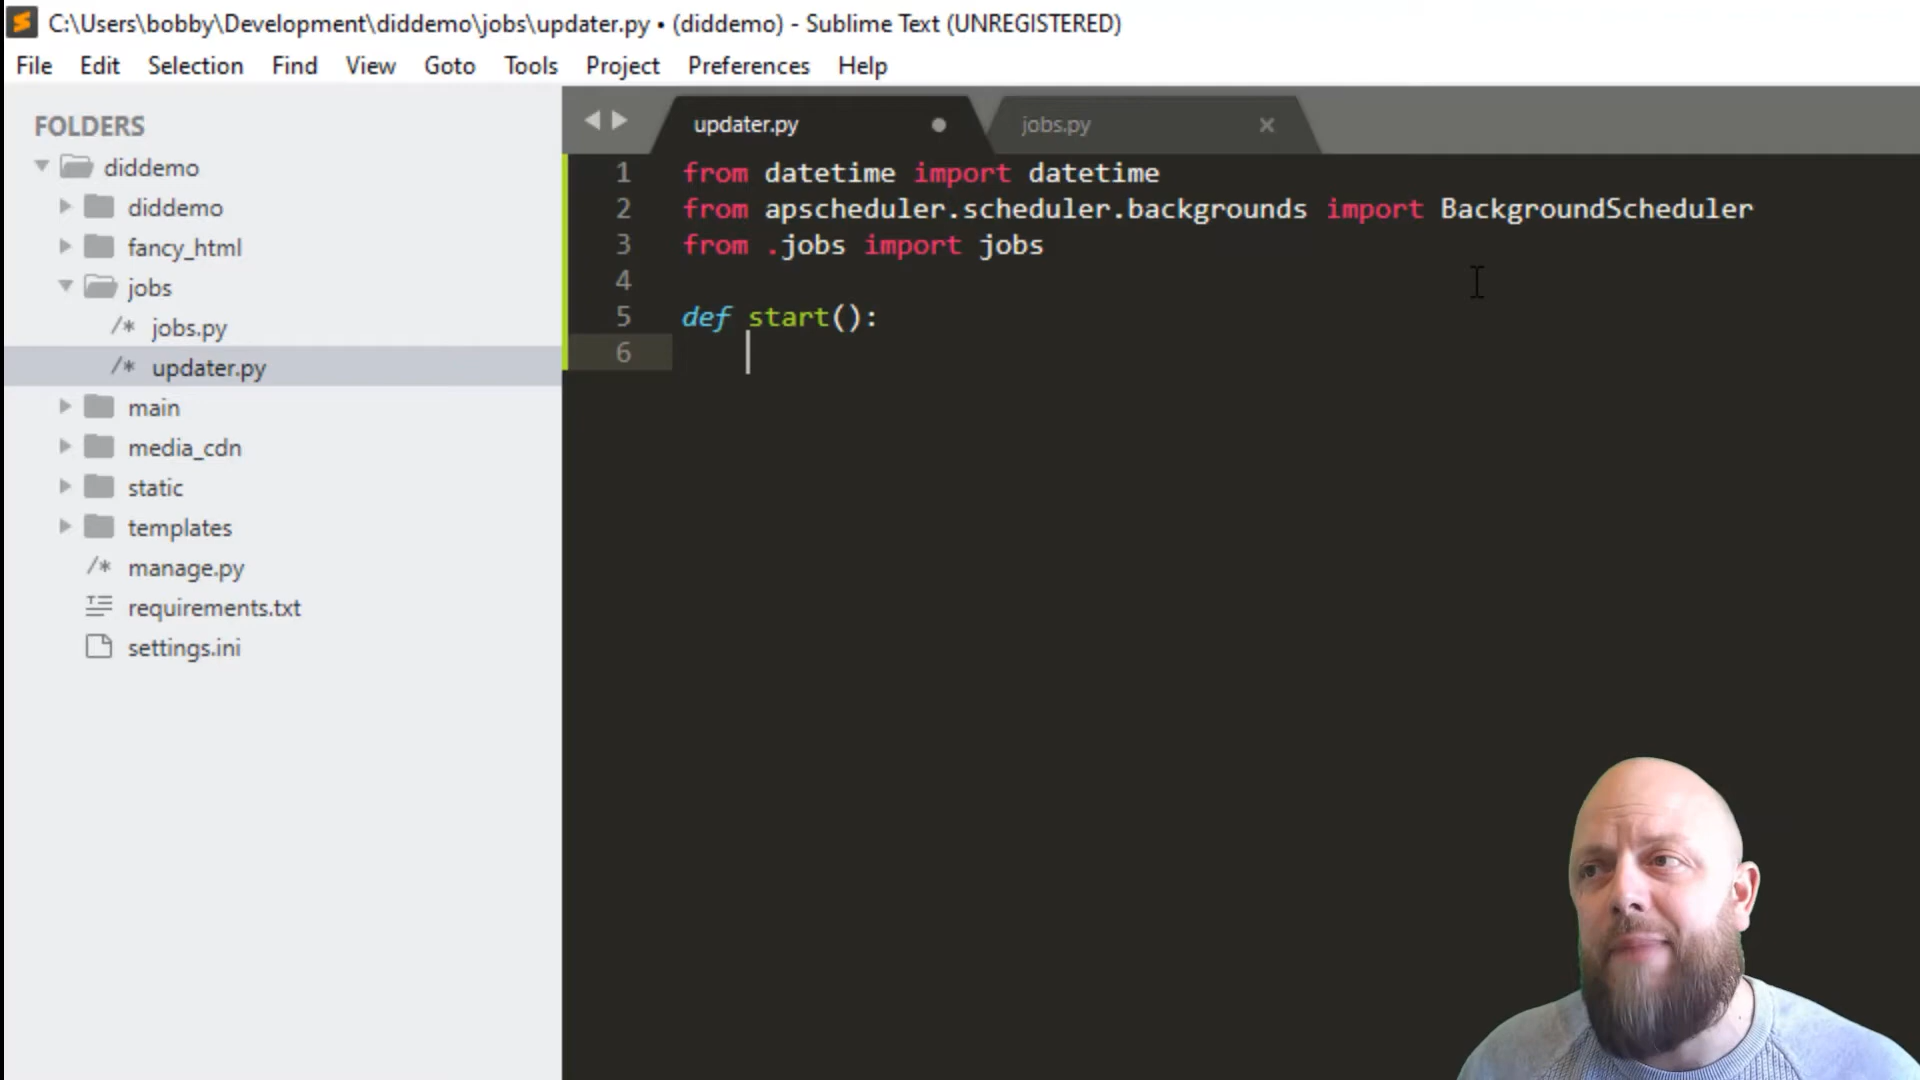 C:\Users\bobby\Development\diddemo\jobs\updater.py • (diddemo) - Sublime Text (UNREGISTERED)
File Edit Selection Find View Goto Tools Project Preferences Help
FOLDERS
diddemo
diddemo
fancy_html
jobs
/* jobs.py
/* updater.py
main
media_cdn
static
templates
/* manage.py
requirements.txt
settings.ini
updater.py
jobs.py
1 from datetime import datetime
2 from apscheduler.scheduler.backgrounds import BackgroundScheduler
3 from .jobs import jobs
4
5 def start():
6